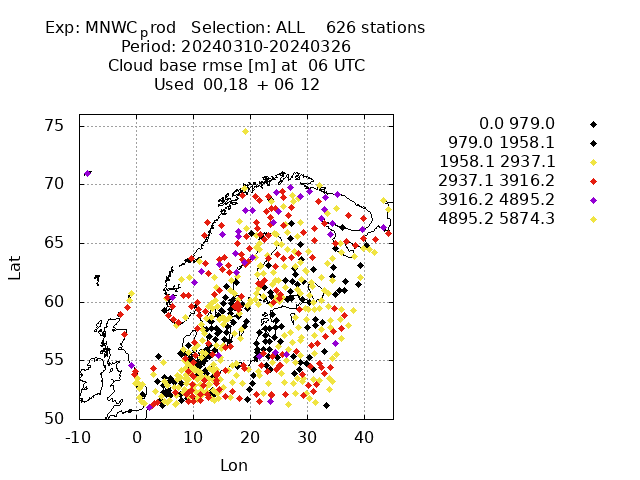 Exp: MNWC_prod Selection: ALL 626 stations
Period: 20240310-20240326
Cloud base rmse [m] at 06 UTC
Used 00,18 + 06 12
75
70
65
60
55
50
Lat
-10 0 10 20 30 40
Lon
0.0 979.0
979.0 1958.1
1958.1 2937.1
2937.1 3916.2
3916.2 4895.2
4895.2 5874.3